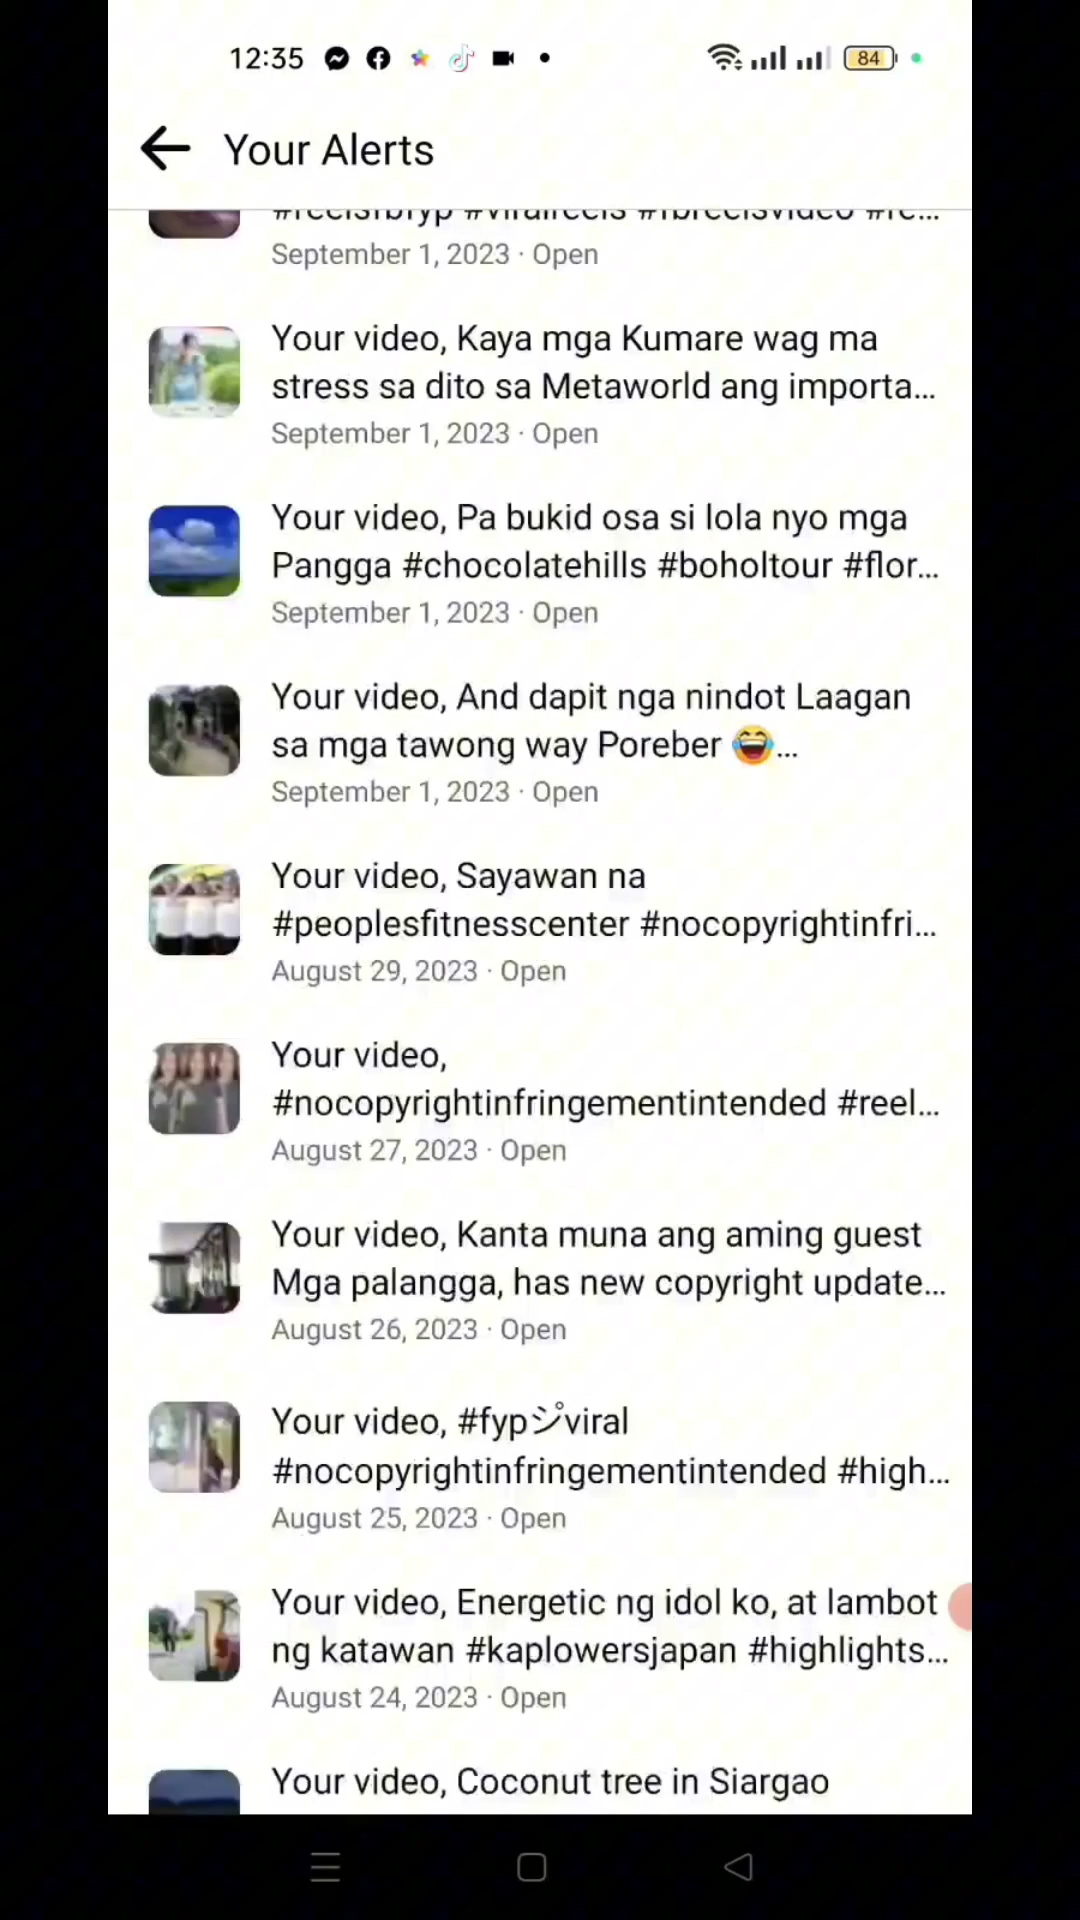 12:35
84
Your Alerts
#reelsfbfyp #viralreels #fbreelsvideo #re...
September 1, 2023 · Open
Your video, Kaya mga Kumare wag ma
stress sa dito sa Metaworld ang importa...
September 1, 2023 · Open
Your video, Pa bukid osa si lola nyo mga
Pangga #chocolatehills #boholtour #flor...
September 1, 2023 · Open
Your video, And dapit nga nindot Laagan
sa mga tawong way Poreber 😂...
September 1, 2023 · Open
Your video, Sayawan na
#peoplesfitnesscenter #nocopyrightinfri...
August 29, 2023 · Open
Your video,
#nocopyrightinfringementintended #reel...
August 27, 2023 · Open
Your video, Kanta muna ang aming guest
Mga palangga, has new copyright update...
August 26, 2023 · Open
Your video, #fypシ゚viral
#nocopyrightinfringementintended #high...
August 25, 2023 · Open
Your video, Energetic ng idol ko, at lambot
ng katawan #kaplowersjapan #highlights...
August 24, 2023 · Open
Your video, Coconut tree in Siargao